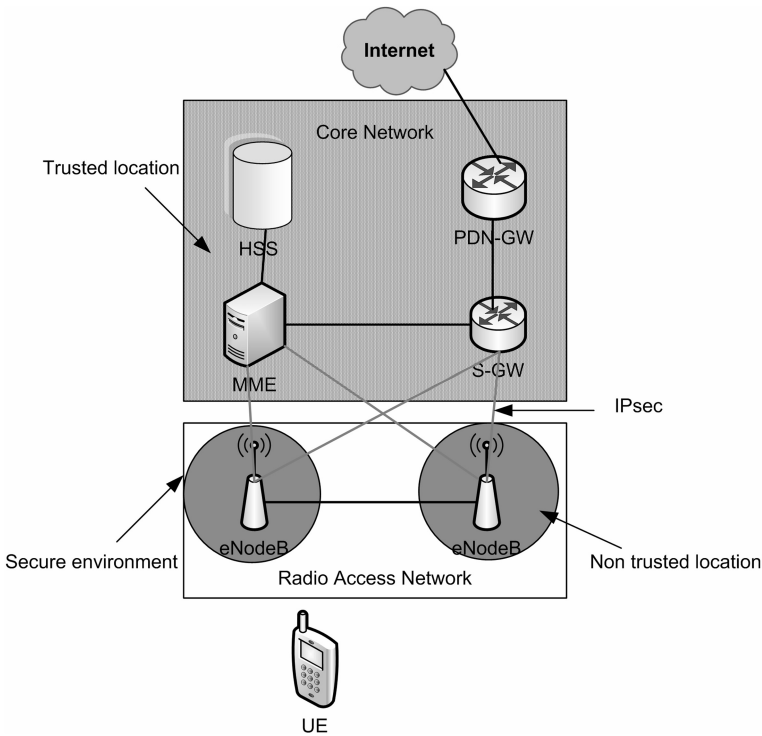 Internet
Core Network
Trusted location
HSS
PDN-GW
MME
S-GW
IPsec
eNodeB
eNodeB
Secure environment
Non trusted location
Radio Access Network
UE